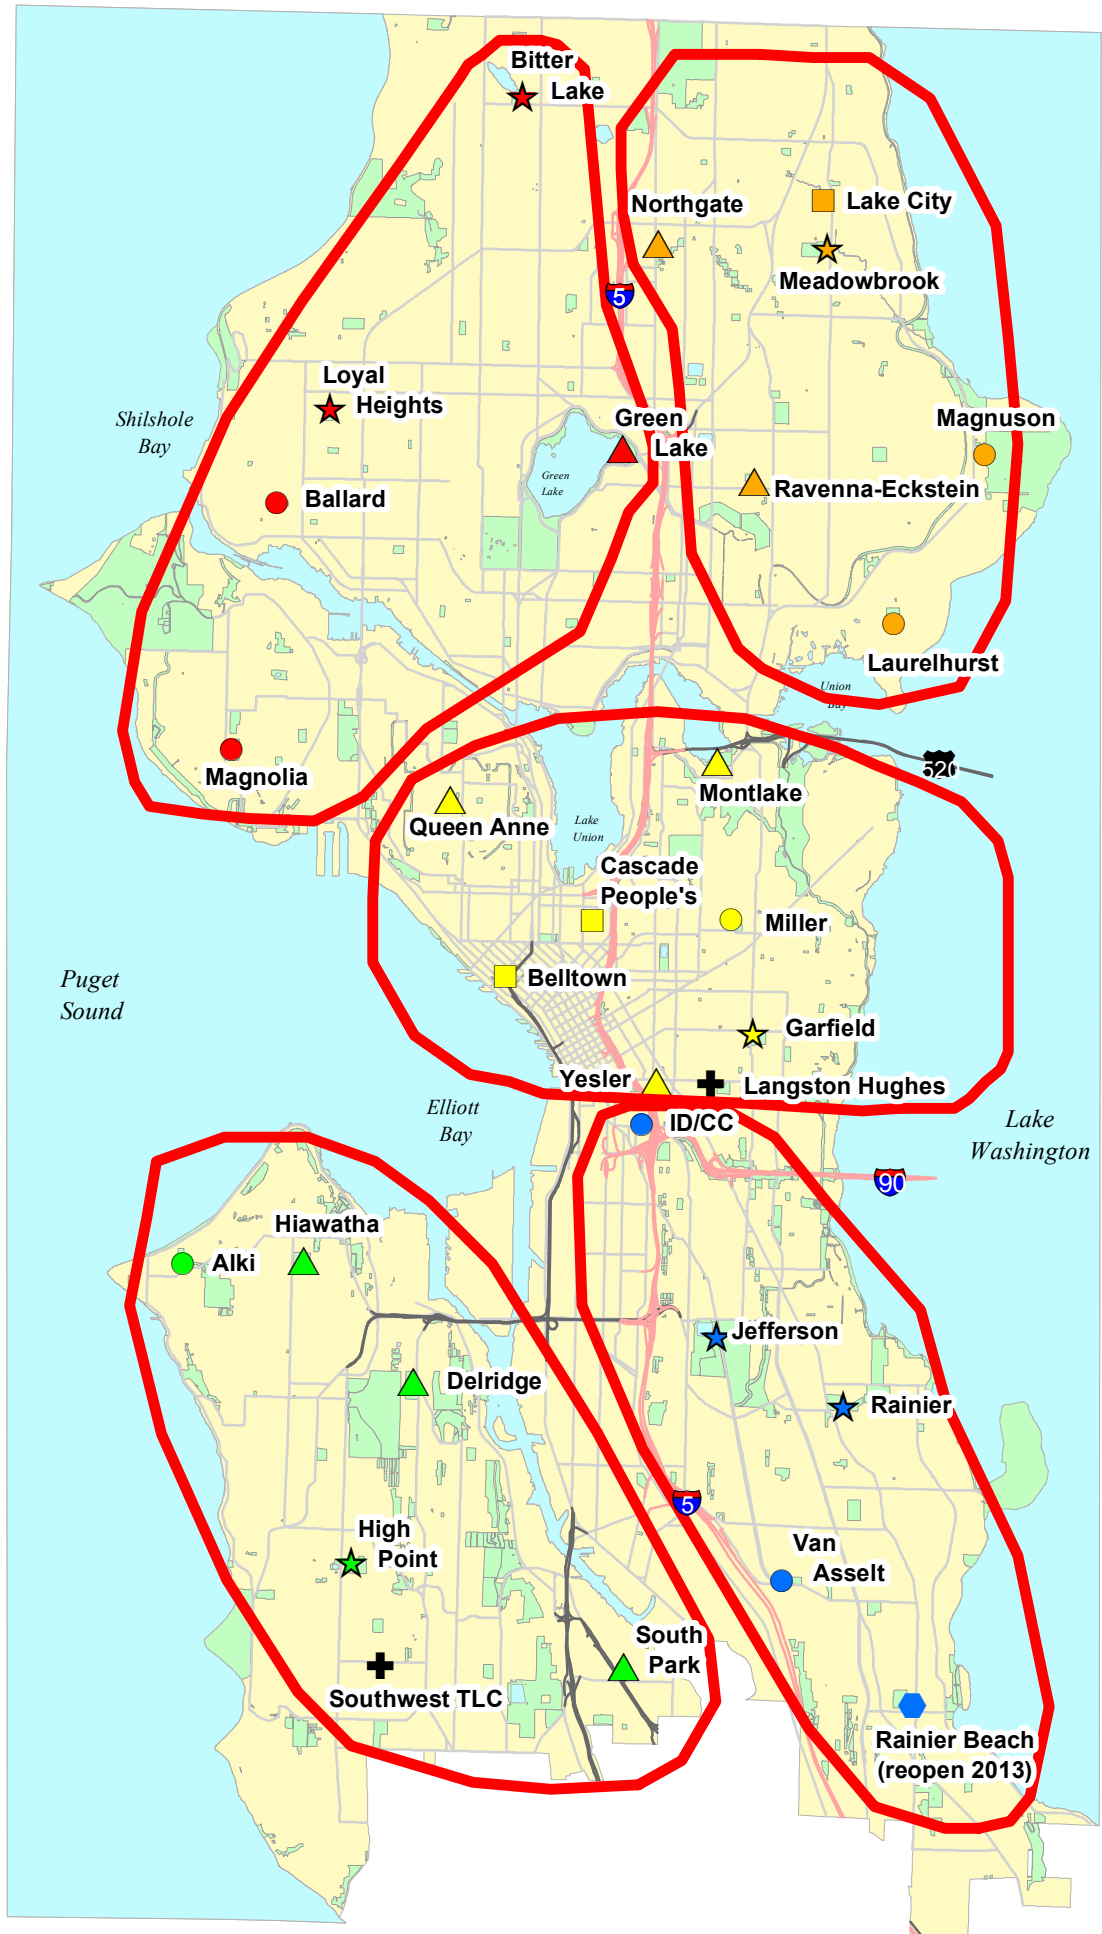 Bitter
Lake
Northgate
Lake City
Meadowbrook
5
Loyal
Heights
Shilshole
Bay
Green
Lake
Magnuson
Green
Lake
Ballard
Ravenna-Eckstein
Laurelhurst
Union
Bay
Magnolia
520
Montlake
Queen Anne
Lake
Union
Cascade
People's
Miller
Belltown
Puget
Sound
Garfield
Yesler
Langston Hughes
Elliott
Bay
ID/CC
Lake
Washington
90
Hiawatha
Alki
Jefferson
Delridge
Rainier
5
High
Point
Van
Asselt
South
Park
Southwest TLC
Rainier Beach
(reopen 2013)